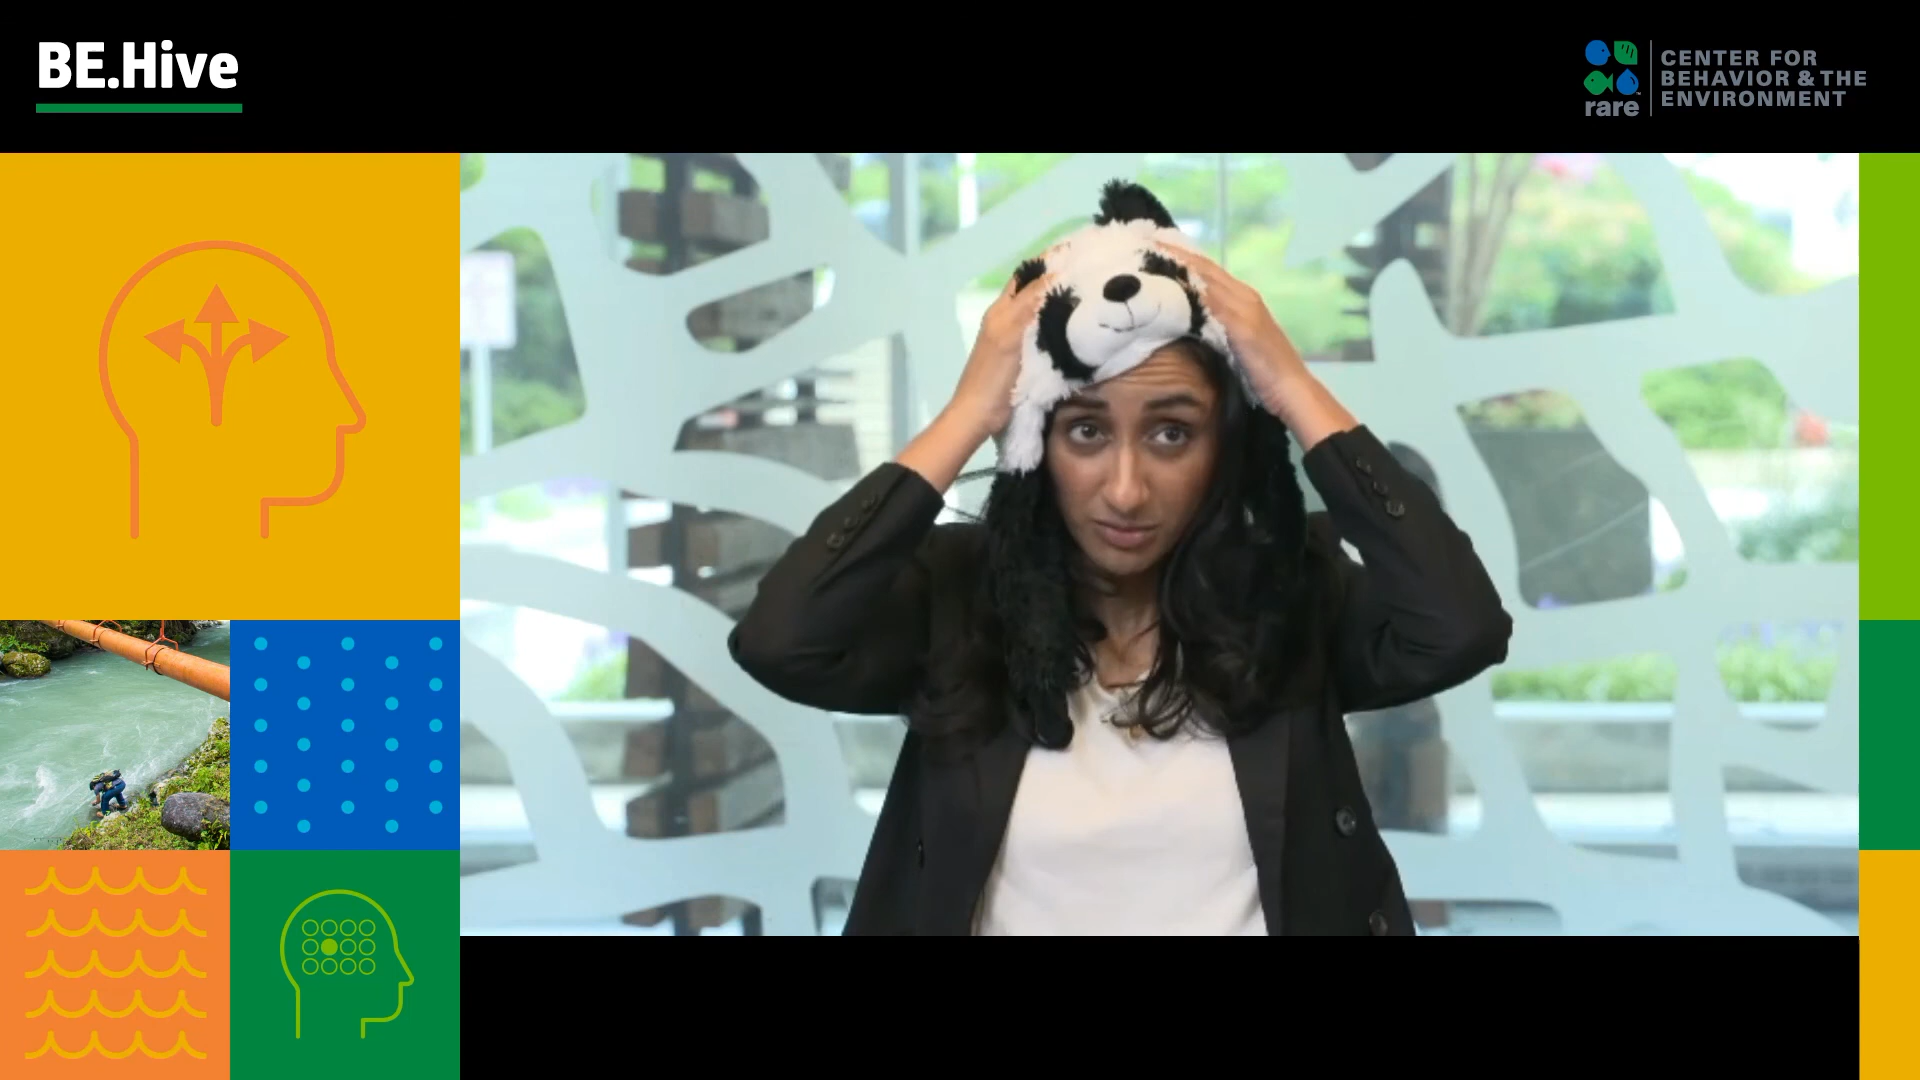 BE.Hive
rare
CENTER FOR
BEHAVIOR & THE
ENVIRONMENT